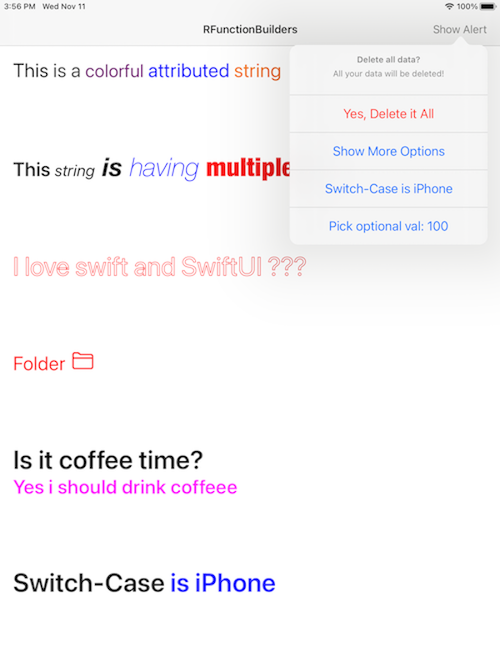 3:56 PM Wed Nov 11
100%
RFunctionBuilders
Show Alert
This is a colorful attributed string
Delete all data?
All your data will be deleted!
Yes, Delete it All
Show More Options
Switch-Case is iPhone
Pick optional val: 100
This string is having multiple
I love swift and SwiftUI ???
Folder
Is it coffee time?
Yes i should drink coffeee
Switch-Case is iPhone